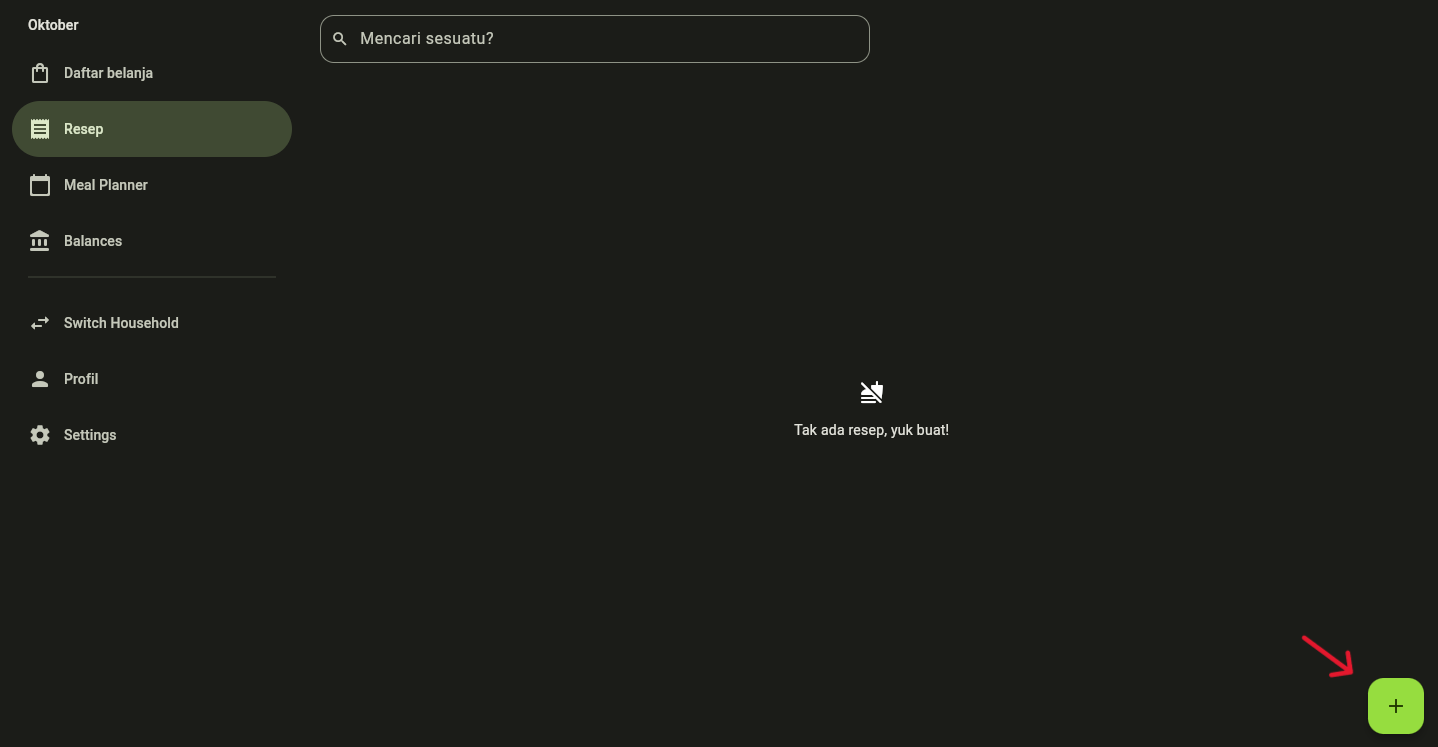 Oktober
Daftar belanja
Resep
Meal Planner
Balances
Switch Household
Profil
Settings
Mencari sesuatu?
Tak ada resep, yuk buat!